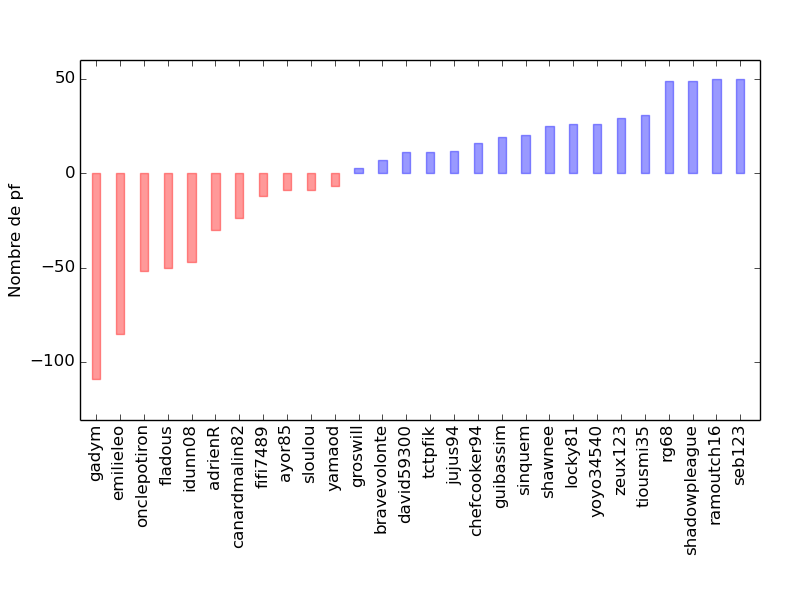 50
0
−50
−100
Nombre de pf
gadym
emilieleo
onclepotiron
fladous
idunn08
adrienR
canardmalin82
fifi7489
ayor85
sloulou
yamaod
groswill
bravevolonte
david59300
tctpfik
jujus94
chefcooker94
guibassim
sinquem
shawnee
locky81
yoyo34540
zeux123
tiousmi35
rg68
shadowpleague
ramoutch16
seb123